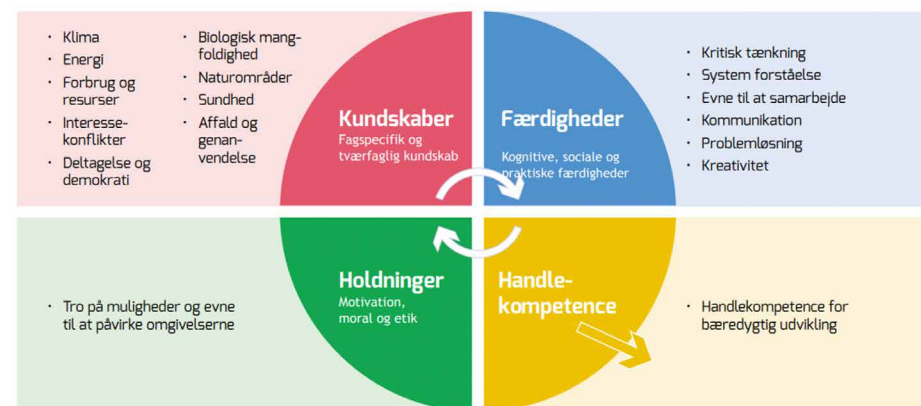 · Klima
· Energi
· Forbrug og
resurser
· Interesse-
konflikter
· Deltagelse og
demokrati
· Biologisk mang-
foldighed
· Naturområder
· Sundhed
· Affald og
genan-
vendelse
Kundskaber
Fagspecifik og
tværfaglig kundskab
Færdigheder
Kognitive, sociale og
praktiske færdigheder
· Kritisk tænkning
· System forståelse
· Evne til at samarbejde
· Kommunikation
· Problemløsning
· Kreativitet
· Tro på muligheder og evne
til at påvirke omgivelserne
Holdninger
Motivation,
moral og etik
Handle-
kompetence
· Handlekompetence for
bæredygtig udvikling